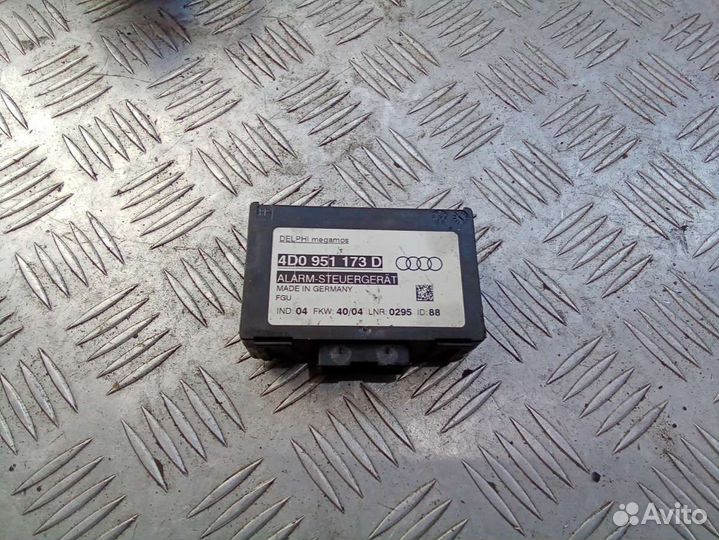 DELPHI megamos
4D0 951 173 D
ALARM-STEUERGERÄT
MADE IN GERMANY
FGU
IND: 04 FKW: 40/04 LNR: 0295 ID: 88
Avito